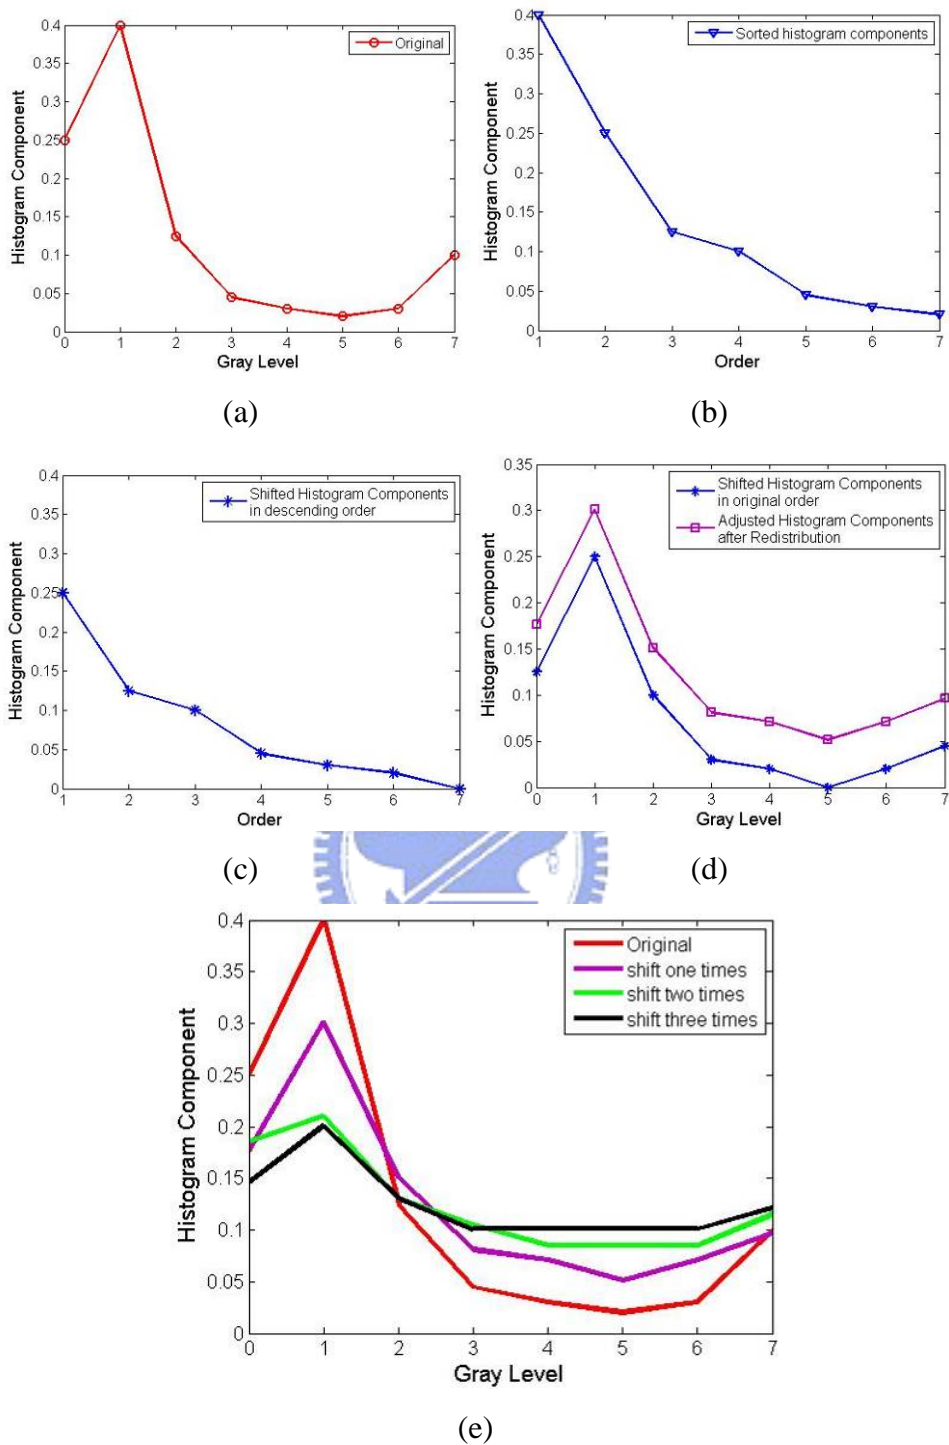 0.4
0.35
0.3
0.25
0.2
0.15
0.1
0.05
0
Histogram Component
Original
0 1 2 3 4 5 6 7
Gray Level
(a)
0.4
0.35
0.3
0.25
0.2
0.15
0.1
0.05
0
Histogram Component
Sorted histogram components
1 2 3 4 5 6 7
Order
(b)
0.4
0.35
0.3
0.25
0.2
0.15
0.1
0.05
0
Histogram Component
Shifted Histogram Components
in descending order
1 2 3 4 5 6 7
Order
(c)
0.35
0.3
0.25
0.2
0.15
0.1
0.05
0
Histogram Component
Shifted Histogram Components
in original order
Adjusted Histogram Components
after Redistribution
0 1 2 3 4 5 6 7
Gray Level
(d)
0.4
0.35
0.3
0.25
0.2
0.15
0.1
0.05
0
Histogram Component
Original
shift one times
shift two times
shift three times
0 1 2 3 4 5 6 7
Gray Level
(e)